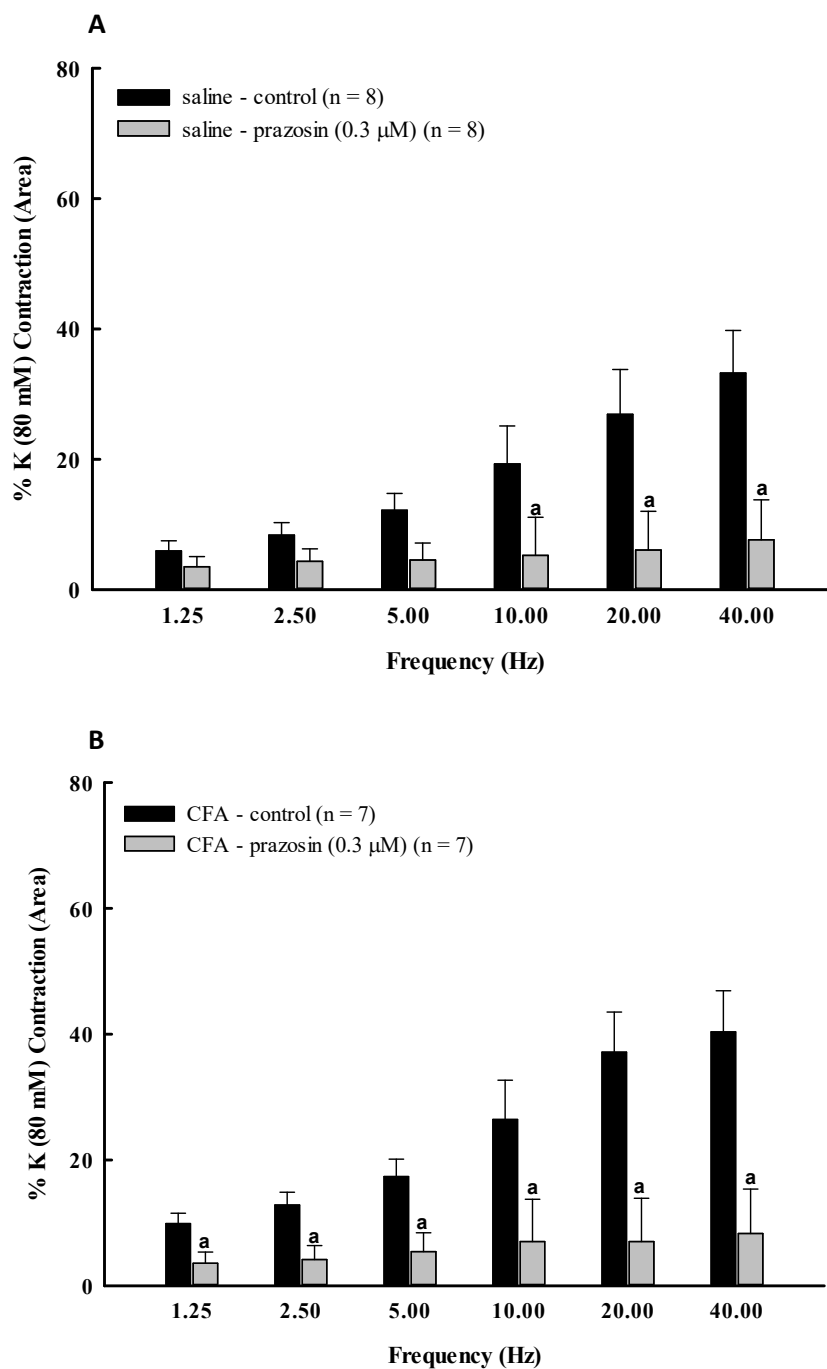 A
80
saline - control (n = 8)
saline - prazosin (0.3 μM) (n = 8)
60
% K (80 mM) Contraction (Area)
40
20
a
a
a
0
1.25 2.50 5.00 10.00 20.00 40.00
Frequency (Hz)
B
80
CFA - control (n = 7)
CFA - prazosin (0.3 μM) (n = 7)
60
% K (80 mM) Contraction (Area)
40
20
a
a
a
a
a
a
0
1.25 2.50 5.00 10.00 20.00 40.00
Frequency (Hz)